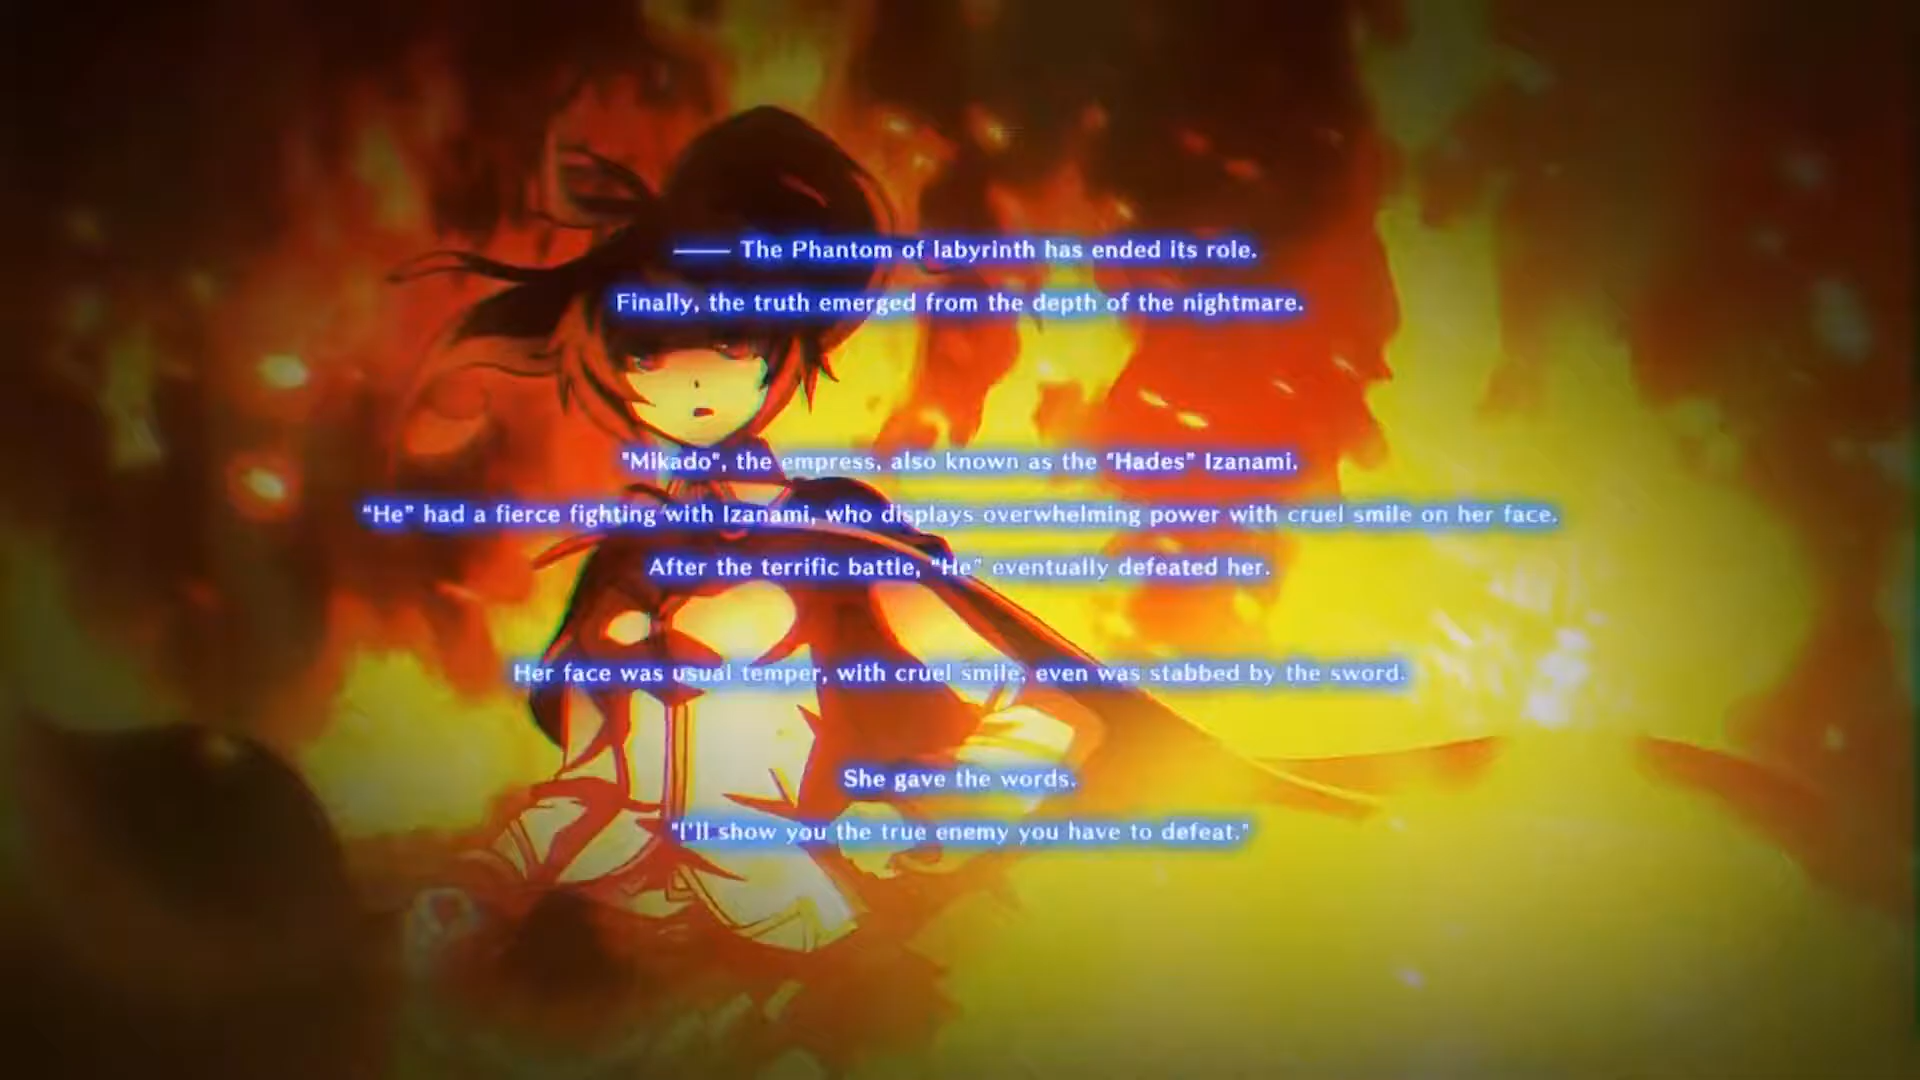 —— The Phantom of labyrinth has ended its role.
Finally, the truth emerged from the depth of the nightmare.
"Mikado", the empress, also known as the "Hades" Izanami.
“He” had a fierce fighting with Izanami, who displays overwhelming power with cruel smile on her face.
After the terrific battle, “He” eventually defeated her.
Her face was usual temper, with cruel smile, even was stabbed by the sword.
She gave the words.
"I'll show you the true enemy you have to defeat."